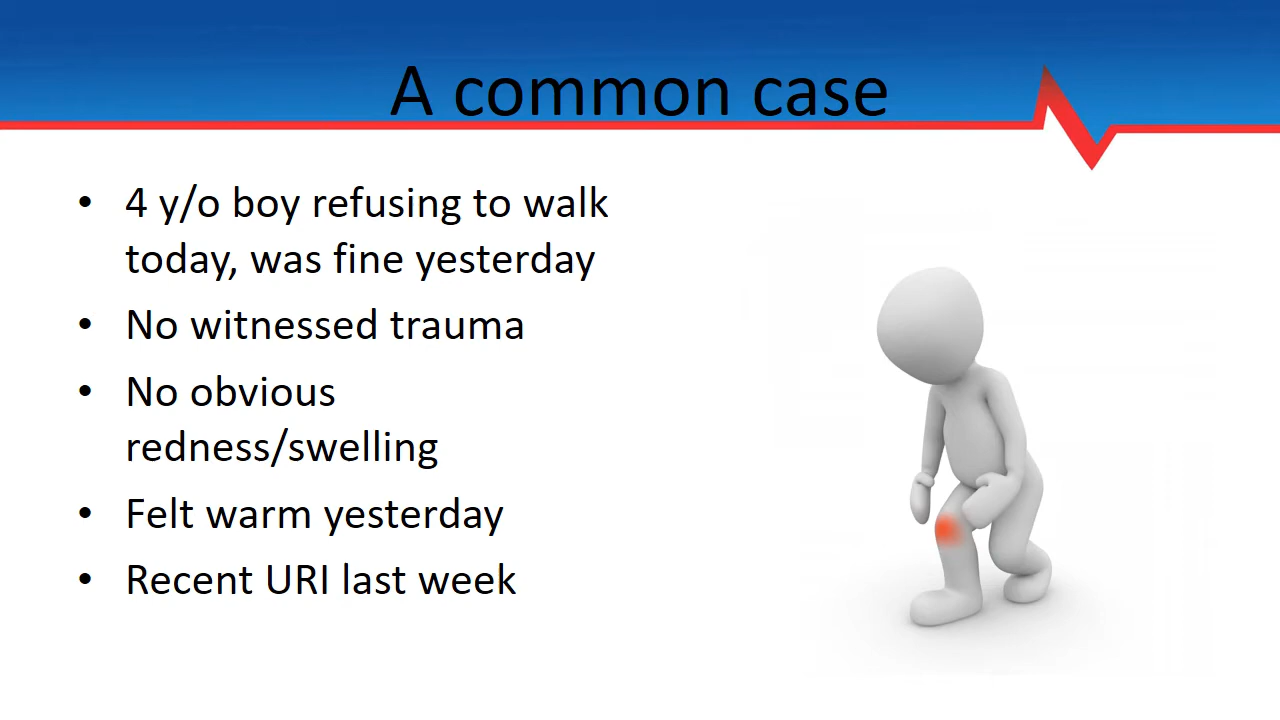 A common case
• 4 y/o boy refusing to walk
today, was fine yesterday
• No witnessed trauma
• No obvious
redness/swelling
• Felt warm yesterday
• Recent URI last week